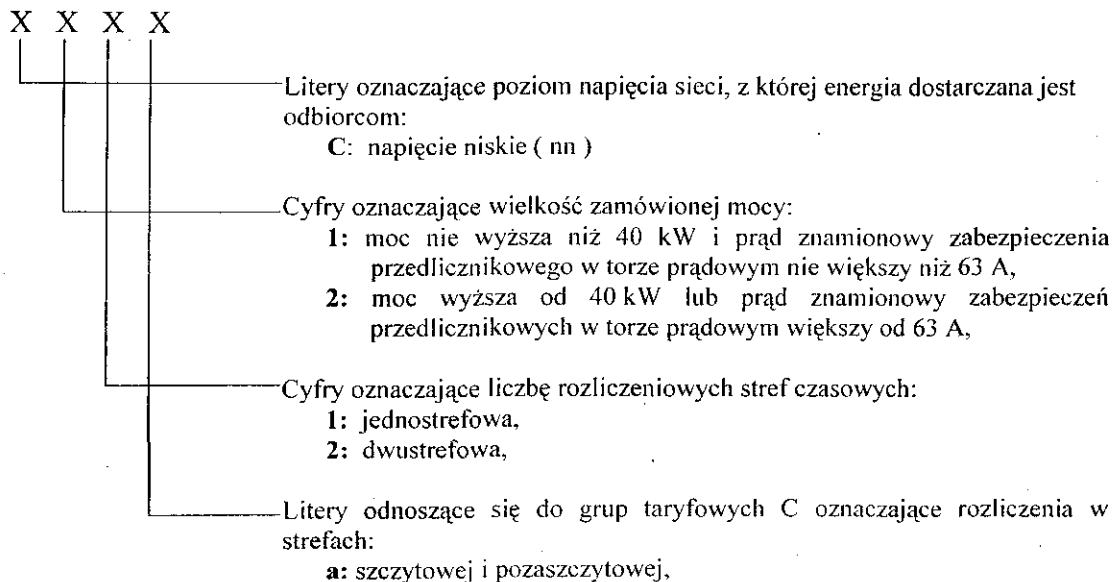 X X X X
Litery oznaczające poziom napięcia sieci, z której energia dostarczana jest
odbiorcom:
C: napięcie niskie ( nn )
Cyfry oznaczające wielkość zamówionej mocy:
1: moc nie wyższa niż 40 kW i prąd znamionowy zabezpieczenia
przedlicznikowego w torze prądowym nie większy niż 63 A,
2: moc wyższa od 40 kW lub prąd znamionowy zabezpieczeń
przedlicznikowych w torze prądowym większy od 63 A,
Cyfry oznaczające liczbę rozliczeniowych stref czasowych:
1: jednostrefowa,
2: dwustrefowa,
Litery odnoszące się do grup taryfowych C oznaczające rozliczenia w
strefach:
a: szczytowej i pozaszczytowej,